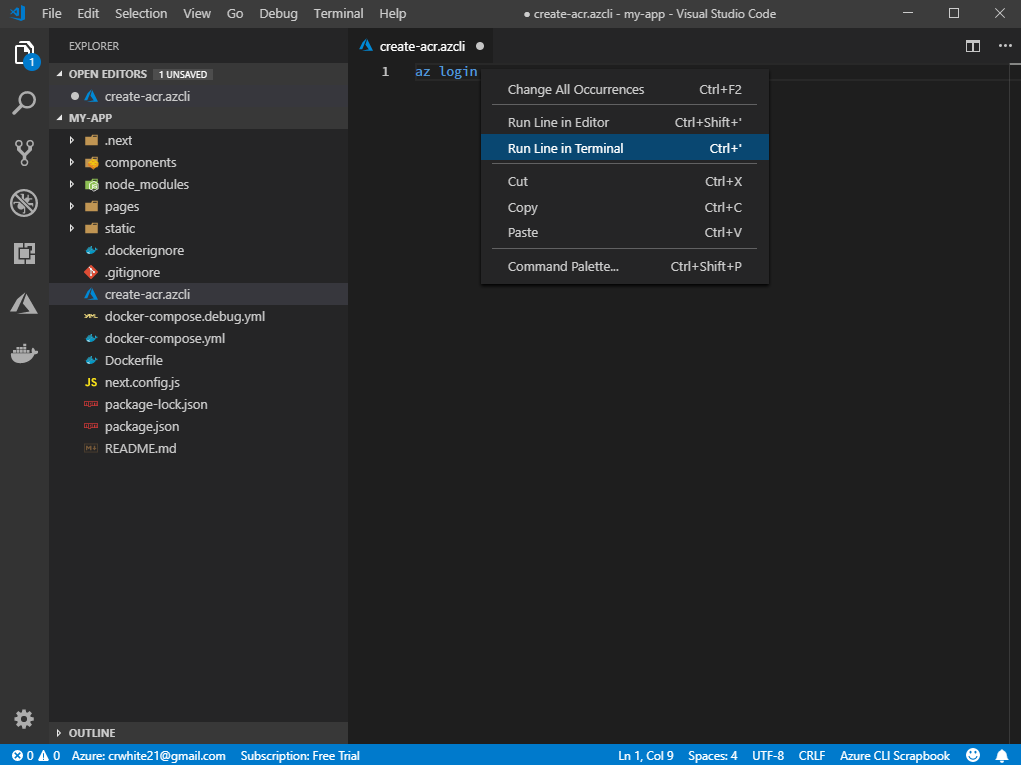 File Edit Selection View Go Debug Terminal Help ● create-acr.azcli - my-app - Visual Studio Code
EXPLORER
create-acr.azcli ●
OPEN EDITORS 1 UNSAVED
● create-acr.azcli
1 az login
1
MY-APP
.next
components
node_modules
pages
static
.dockerignore
.gitignore
create-acr.azcli
YAML docker-compose.debug.yml
docker-compose.yml
Dockerfile
JS next.config.js
package-lock.json
package.json
README.md
Change All Occurrences Ctrl+F2
Run Line in Editor Ctrl+Shift+'
Run Line in Terminal Ctrl+'
Cut Ctrl+X
Copy Ctrl+C
Paste Ctrl+V
Command Palette... Ctrl+Shift+P
OUTLINE
0 0 Azure: crwhite21@gmail.com Subscription: Free Trial Ln 1, Col 9 Spaces: 4 UTF-8 CRLF Azure CLI Scrapbook